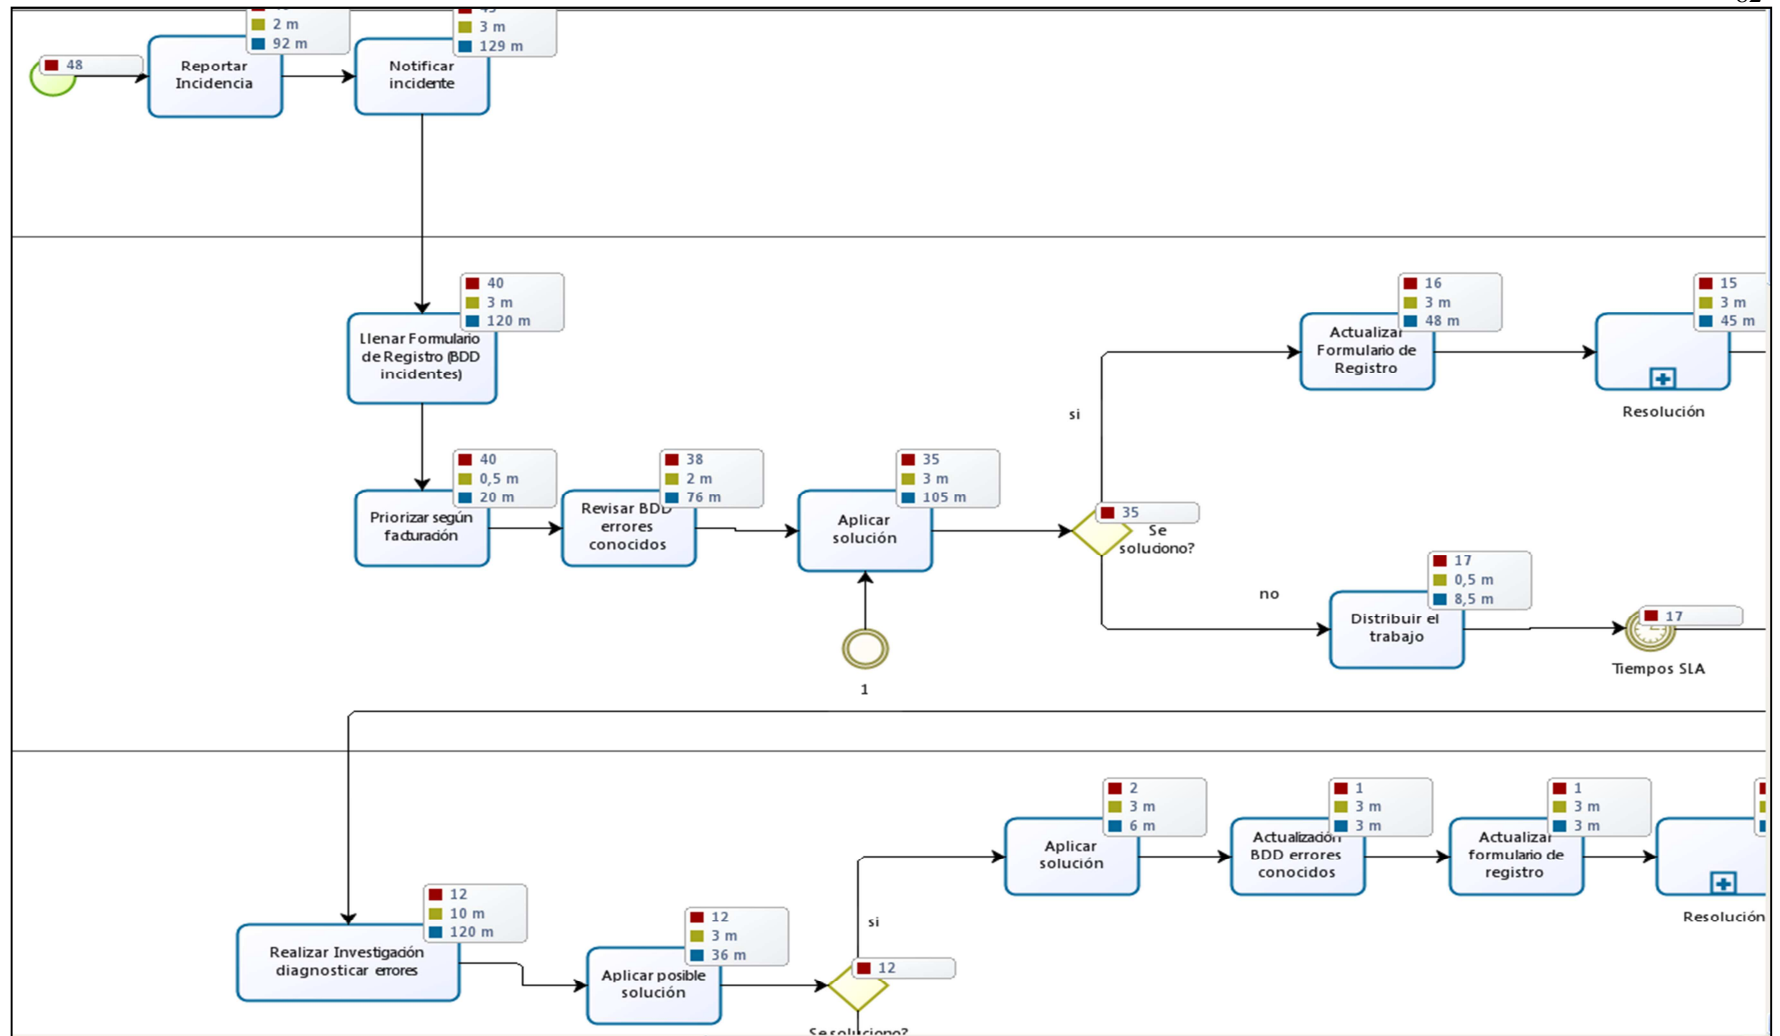 2 m
92 m
3 m
129 m
48
Reportar
Incidencia
Notificar
incidente
40
3 m
120 m
Llenar Formulario
de Registro (BDD
incidentes)
16
3 m
48 m
Actualizar
Formulario de
Registro
15
3 m
45 m
Resolución
si
40
0,5 m
20 m
Priorizar según
facturación
38
2 m
76 m
Revisar BDD
errores
conocidos
35
3 m
105 m
Aplicar
solución
35
Se
soluciono?
1
no
17
0,5 m
8,5 m
Distribuir el
trabajo
17
Tiempos SLA
2
3 m
6 m
Aplicar
solución
1
3 m
3 m
Actualización
BDD errores
conocidos
1
3 m
3 m
Actualizar
formulario de
registro
Resolución
si
12
10 m
120 m
Realizar Investigación
diagnosticar errores
12
3 m
36 m
Aplicar posible
solución
12
Se soluciono?